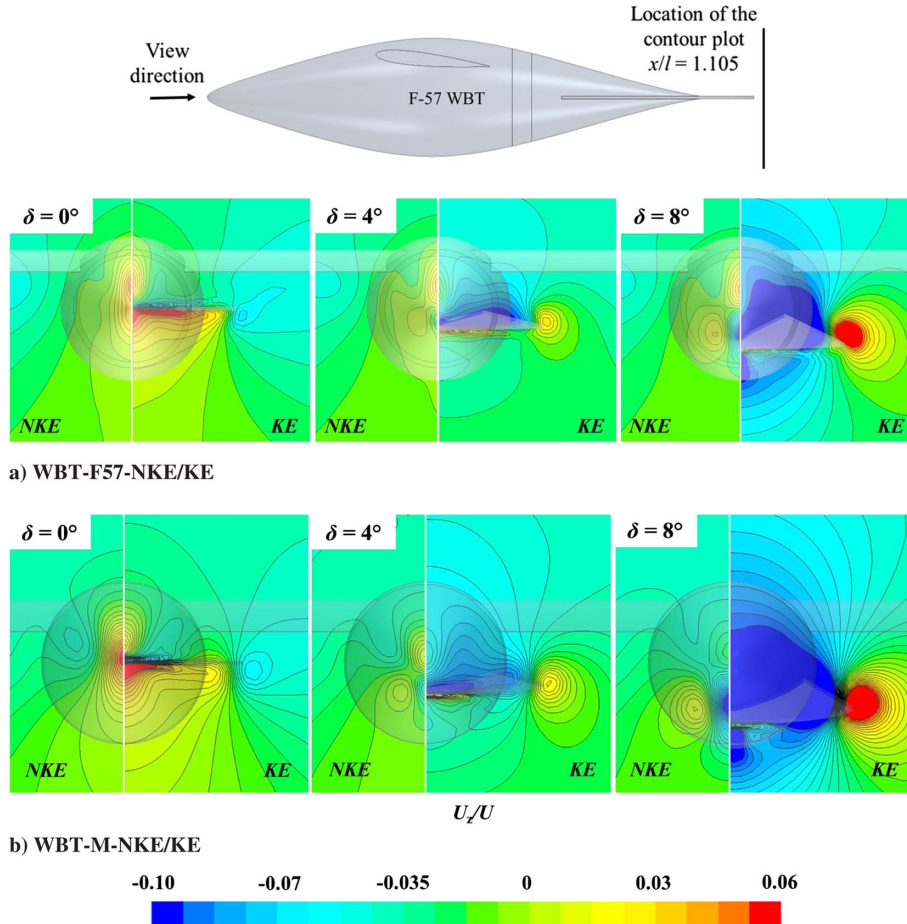 Location of the
contour plot
x/l = 1.105
View
direction
F-57 WBT
δ = 0°
δ = 4°
δ = 8°
NKE
KE
NKE
KE
NKE
KE
a) WBT-F57-NKE/KE
δ = 0°
δ = 4°
δ = 8°
NKE
KE
NKE
KE
NKE
KE
U_z/U
b) WBT-M-NKE/KE
-0.10 -0.07 -0.035 0 0.03 0.06